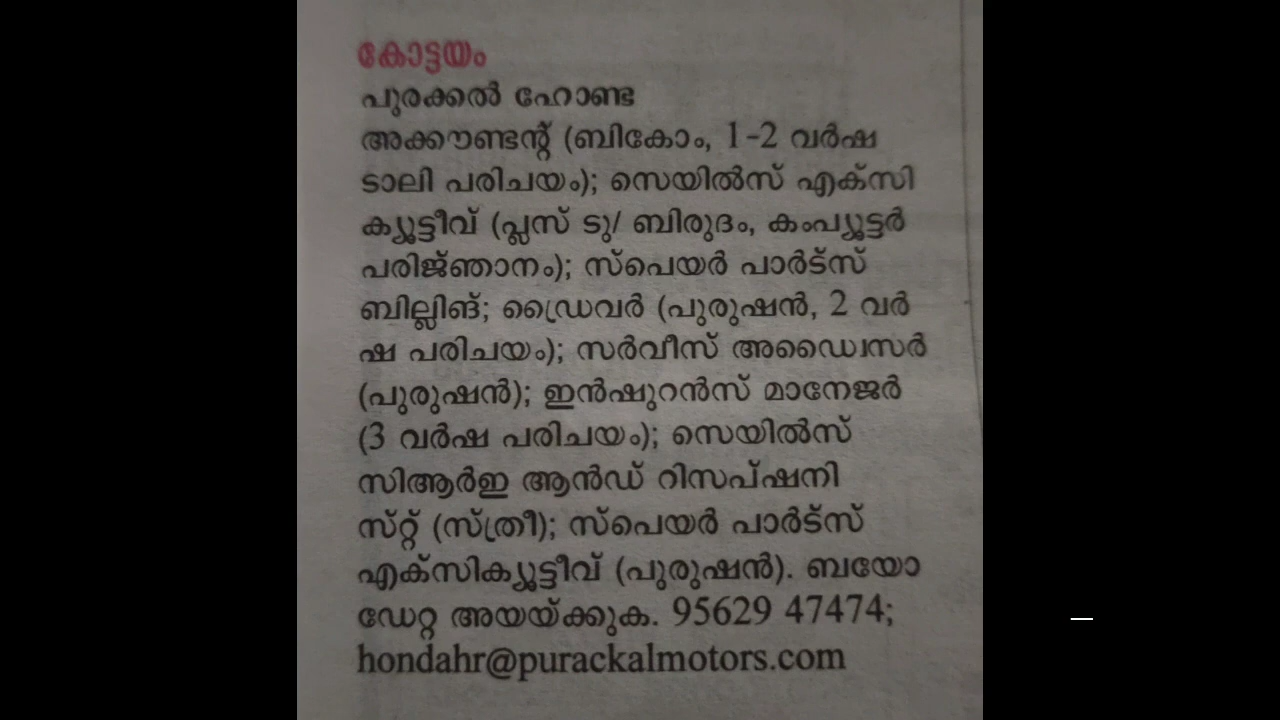 കോട്ടയം
പുരക്കൽ ഹോണ്ട
അക്കൗണ്ടന്റ് (ബികോം, 1-2 വർഷ
ടാലി പരിചയം); സെയിൽസ് എക്സി
ക്യൂട്ടീവ് (പ്ലസ് ടു/ ബിരുദം, കംപ്യൂട്ടർ
പരിജ്ഞാനം); സ്പെയർ പാർട്സ്
ബില്ലിങ്; ഡ്രൈവർ (പുരുഷൻ, 2 വർ
ഷ പരിചയം); സർവീസ് അഡ്വൈസർ
(പുരുഷൻ); ഇൻഷുറൻസ് മാനേജർ
(3 വർഷ പരിചയം); സെയിൽസ്
സിആർഇ ആൻഡ് റിസപ്ഷനി
സ്റ്റ് (സ്ത്രീ); സ്പെയർ പാർട്സ്
എക്സിക്യൂട്ടീവ് (പുരുഷൻ). ബയോ
ഡേറ്റ അയയ്ക്കുക. 95629 47474;
hondahr@purackalmotors.com